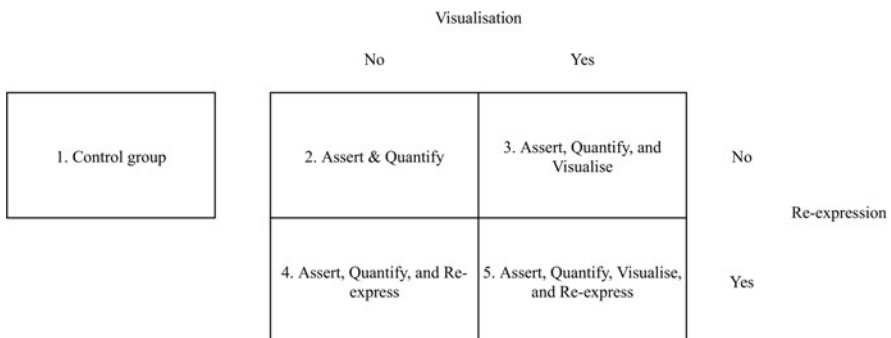 Visualisation
No
Yes
1. Control group
2. Assert & Quantify
3. Assert, Quantify, and
Visualise
No
Re-expression
4. Assert, Quantify, and Re-
express
5. Assert, Quantify, Visualise,
and Re-express
Yes